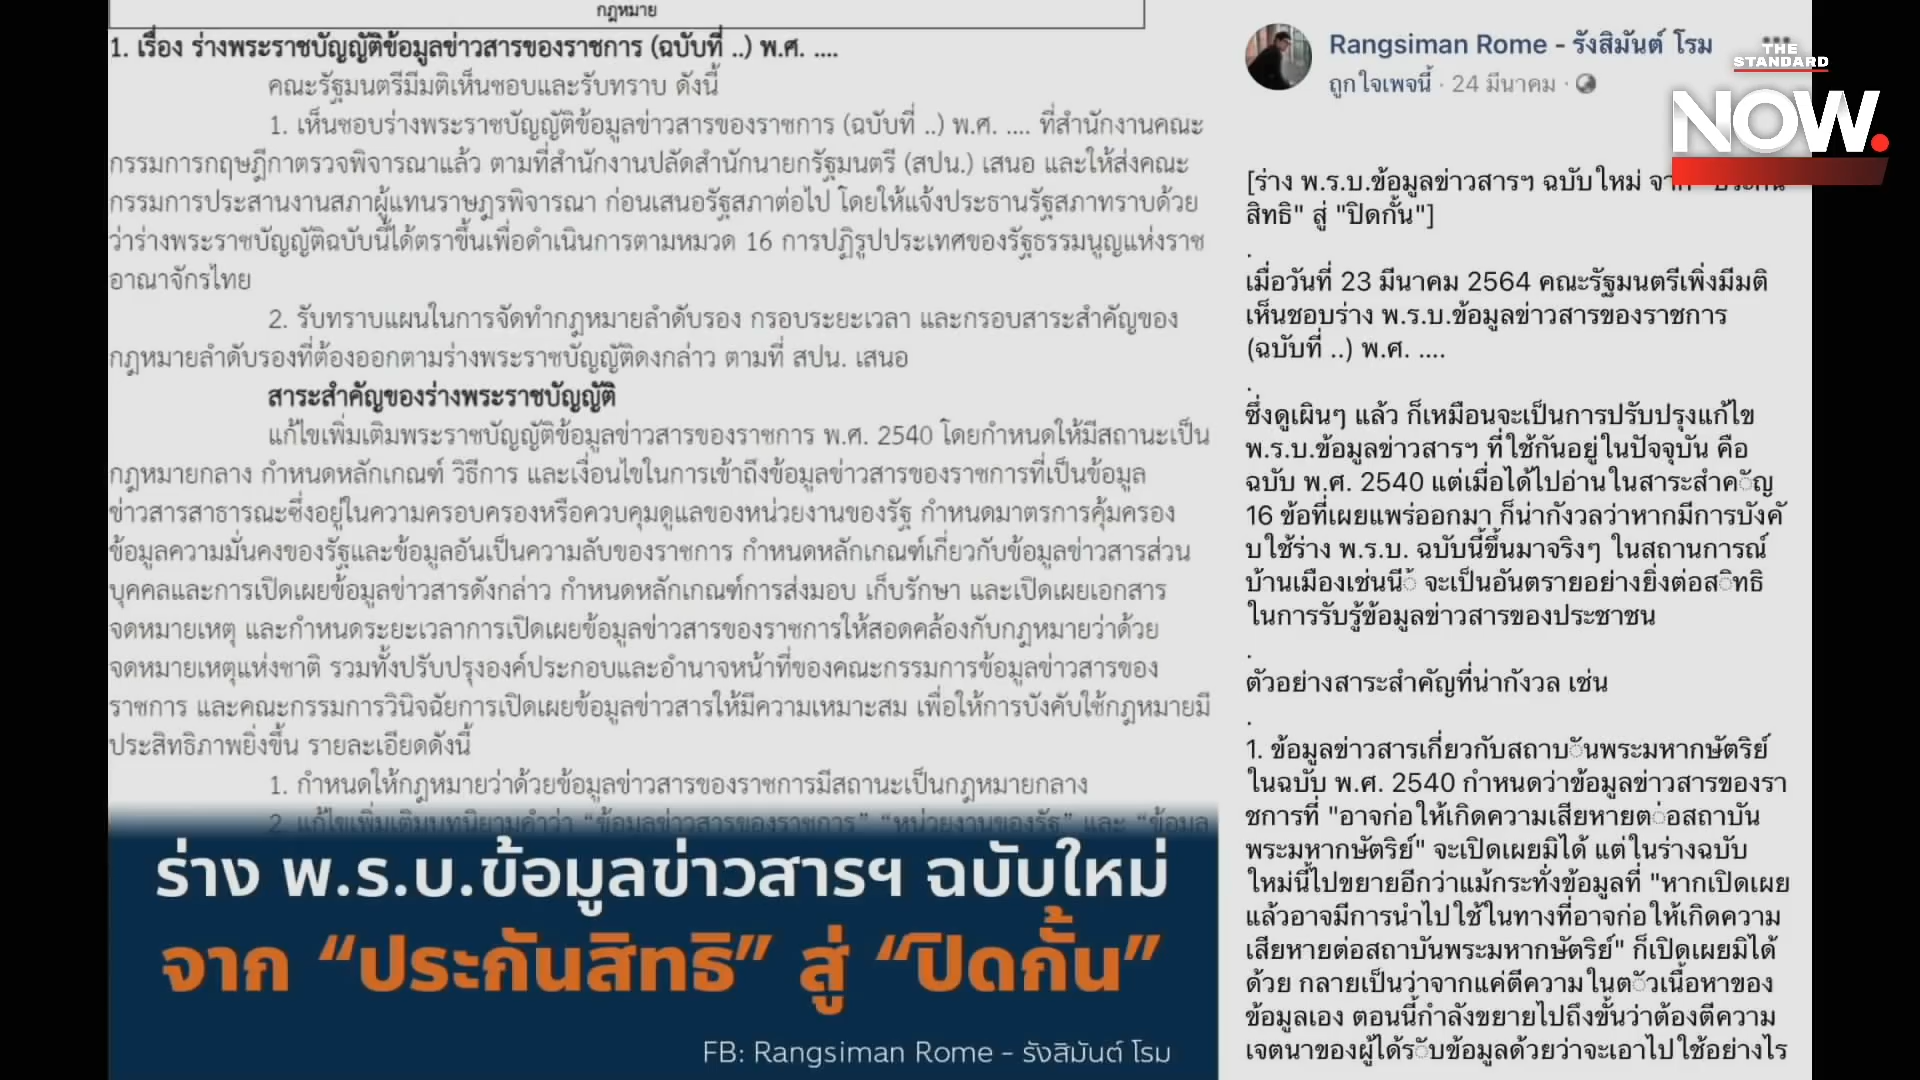 กฎหมาย
1. เรื่อง ร่างพระราชบัญญัติข้อมูลข่าวสารของราชการ (ฉบับที่ ..) พ.ศ. ....
คณะรัฐมนตรีมีมติเห็นชอบและรับทราบ ดังนี้
1. เห็นชอบร่างพระราชบัญญัติข้อมูลข่าวสารของราชการ (ฉบับที่ ..) พ.ศ. .... ที่สำนักงานคณะ
กรรมการกฤษฎีกาตรวจพิจารณาแล้ว ตามที่สำนักงานปลัดสำนักนายกรัฐมนตรี (สปน.) เสนอ และให้ส่งคณะ
กรรมการประสานงานสภาผู้แทนราษฎรพิจารณา ก่อนเสนอรัฐสภาต่อไป โดยให้แจ้งประธานรัฐสภาทราบด้วย
ว่าร่างพระราชบัญญัติฉบับนี้ได้ตราขึ้นเพื่อดำเนินการตามหมวด 16 การปฏิรูปประเทศของรัฐธรรมนูญแห่งราช
อาณาจักรไทย
2. รับทราบแผนในการจัดทำกฎหมายลำดับรอง กรอบระยะเวลา และกรอบสาระสำคัญของ
กฎหมายลำดับรองที่ต้องออกตามร่างพระราชบัญญัติดงกล่าว ตามที่ สปน. เสนอ
สาระสำคัญของร่างพระราชบัญญัติ
แก้ไขเพิ่มเติมพระราชบัญญัติข้อมูลข่าวสารของราชการ พ.ศ. 2540 โดยกำหนดให้มีสถานะเป็น
กฎหมายกลาง กำหนดหลักเกณฑ์ วิธีการ และเงื่อนไขในการเข้าถึงข้อมูลข่าวสารของราชการที่เป็นข้อมูล
ข่าวสารสาธารณะซึ่งอยู่ในความครอบครองหรือควบคุมดูแลของหน่วยงานของรัฐ กำหนดมาตรการคุ้มครอง
ข้อมูลความมั่นคงของรัฐและข้อมูลอันเป็นความลับของราชการ กำหนดหลักเกณฑ์เกี่ยวกับข้อมูลข่าวสารส่วน
บุคคลและการเปิดเผยข้อมูลข่าวสารดังกล่าว กำหนดหลักเกณฑ์การส่งมอบ เก็บรักษา และเปิดเผยเอกสาร
จดหมายเหตุ และกำหนดระยะเวลาการเปิดเผยข้อมูลข่าวสารของราชการให้สอดคล้องกับกฎหมายว่าด้วย
จดหมายเหตุแห่งชาติ รวมทั้งปรับปรุงองค์ประกอบและอำนาจหน้าที่ของคณะกรรมการข้อมูลข่าวสารของ
ราชการ และคณะกรรมการวินิจฉัยการเปิดเผยข้อมูลข่าวสารให้มีความเหมาะสม เพื่อให้การบังคับใช้กฎหมายมี
ประสิทธิภาพยิ่งขึ้น รายละเอียดดังนี้
1. กำหนดให้กฎหมายว่าด้วยข้อมูลข่าวสารของราชการมีสถานะเป็นกฎหมายกลาง
2. แก้ไขเพิ่มเติมบทนิยามคำว่า “ข้อมูลข่าวสารของราชการ” “หน่วยงานของรัฐ” และ “ข้อมูล
ร่าง พ.ร.บ.ข้อมูลข่าวสารฯ ฉบับใหม่
จาก “ประกันสิทธิ” สู่ “ปิดกั้น”
FB: Rangsiman Rome - รังสิมันต์ โรม
Rangsiman Rome - รังสิมันต์ โรม
ถูกใจเพจนี้ · 24 มีนาคม ·
THE
STANDARD
NOW.
[ร่าง พ.ร.บ.ข้อมูลข่าวสารฯ ฉบับใหม่ จาก "ประกัน
สิทธิ" สู่ "ปิดกั้น"]
.
เมื่อวันที่ 23 มีนาคม 2564 คณะรัฐมนตรีเพิ่งมีมติ
เห็นชอบร่าง พ.ร.บ.ข้อมูลข่าวสารของราชการ
(ฉบับที่ ..) พ.ศ. ....
.
ซึ่งดูเผินๆ แล้ว ก็เหมือนจะเป็นการปรับปรุงแก้ไข
พ.ร.บ.ข้อมูลข่าวสารฯ ที่ใช้กันอยู่ในปัจจุบัน คือ
ฉบับ พ.ศ. 2540 แต่เมื่อได้ไปอ่านในสาระสำคัญ
16 ข้อที่เผยแพร่ออกมา ก็น่ากังวลว่าหากมีการบังคั
บใช้ร่าง พ.ร.บ. ฉบับนี้ขึ้นมาจริงๆ ในสถานการณ์
บ้านเมืองเช่นนี้ จะเป็นอันตรายอย่างยิ่งต่อสิทธิ
ในการรับรู้ข้อมูลข่าวสารของประชาชน
.
ตัวอย่างสาระสำคัญที่น่ากังวล เช่น
.
1. ข้อมูลข่าวสารเกี่ยวกับสถาบันพระมหากษัตริย์
ในฉบับ พ.ศ. 2540 กำหนดว่าข้อมูลข่าวสารของรา
ชการที่ "อาจก่อให้เกิดความเสียหายต่อสถาบัน
พระมหากษัตริย์" จะเปิดเผยมิได้ แต่ในร่างฉบับ
ใหม่นี้ไปขยายอีกว่าแม้กระทั่งข้อมูลที่ "หากเปิดเผย
แล้วอาจมีการนำไปใช้ในทางที่อาจก่อให้เกิดความ
เสียหายต่อสถาบันพระมหากษัตริย์" ก็เปิดเผยมิได้
ด้วย กลายเป็นว่าจากแค่ตีความในตัวเนื้อหาของ
ข้อมูลเอง ตอนนี้กำลังขยายไปถึงขั้นว่าต้องตีความ
เจตนาของผู้ได้รับข้อมูลด้วยว่าจะเอาไปใช้อย่างไร